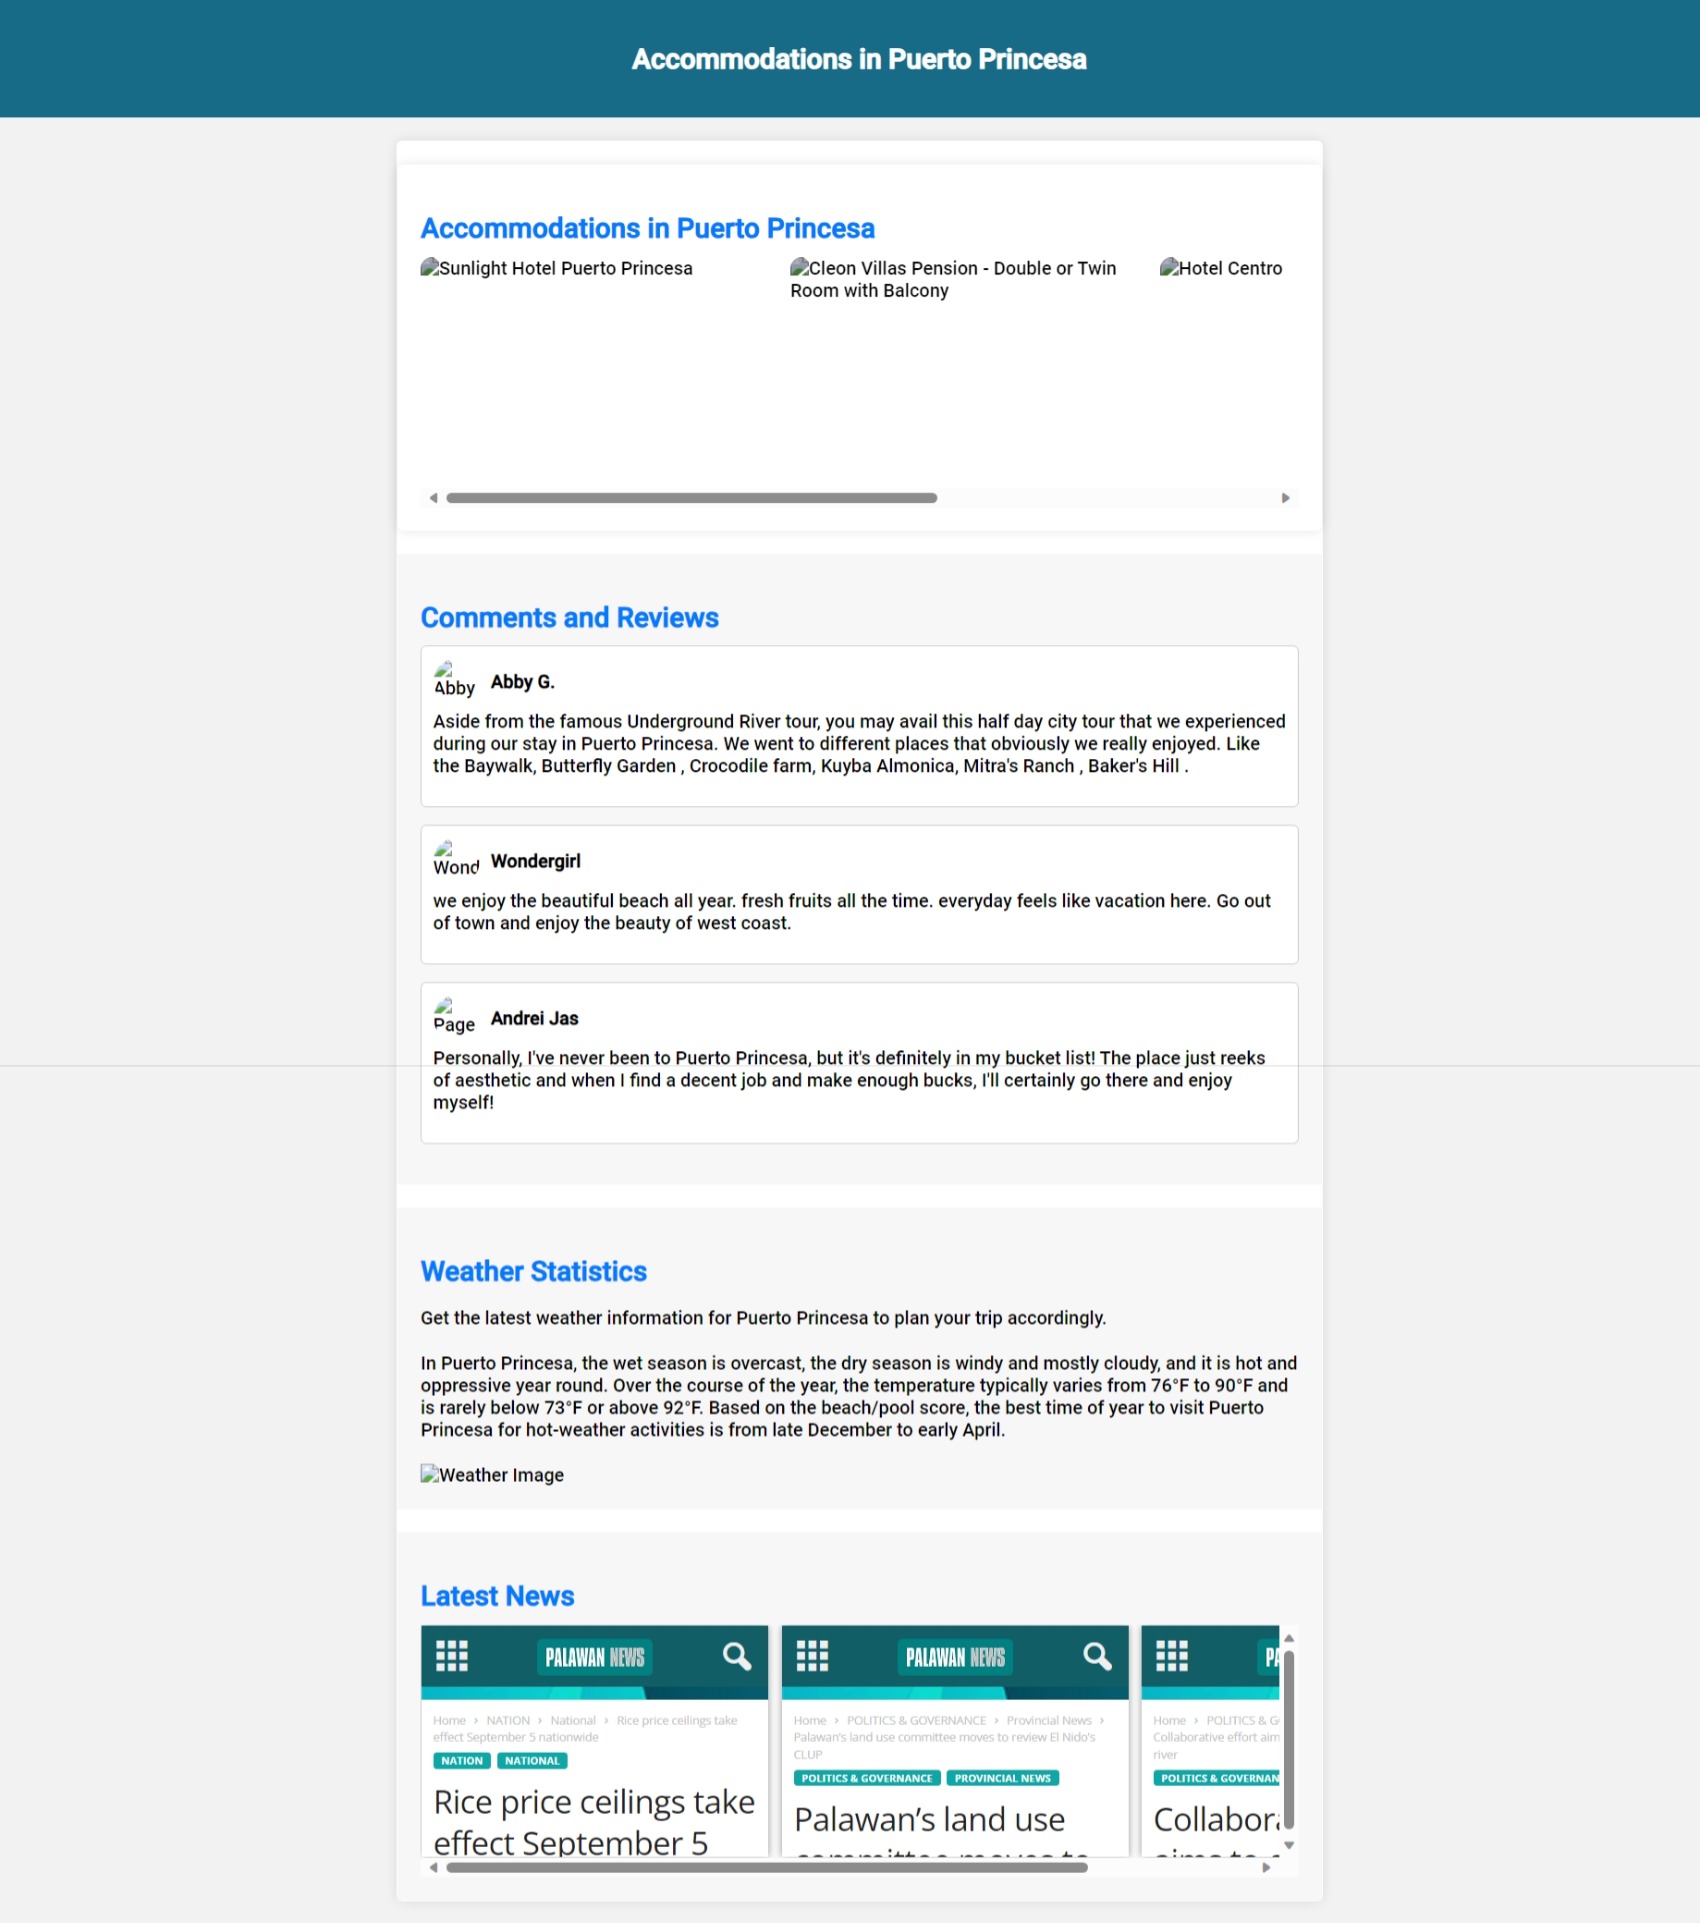 Accommodations in Puerto Princesa
Accommodations in Puerto Princesa
Sunlight Hotel Puerto Princesa
Cleon Villas Pension - Double or Twin
Room with Balcony
Hotel Centro
Comments and Reviews
Abby
Abby G.
Aside from the famous Underground River tour, you may avail this half day city tour that we experienced
during our stay in Puerto Princesa. We went to different places that obviously we really enjoyed. Like
the Baywalk, Butterfly Garden , Crocodile farm, Kuyba Almonica, Mitra's Ranch , Baker's Hill .
Wond
Wondergirl
we enjoy the beautiful beach all year. fresh fruits all the time. everyday feels like vacation here. Go out
of town and enjoy the beauty of west coast.
Page
Andrei Jas
Personally, I've never been to Puerto Princesa, but it's definitely in my bucket list! The place just reeks
of aesthetic and when I find a decent job and make enough bucks, I'll certainly go there and enjoy
myself!
Weather Statistics
Get the latest weather information for Puerto Princesa to plan your trip accordingly.
In Puerto Princesa, the wet season is overcast, the dry season is windy and mostly cloudy, and it is hot and
oppressive year round. Over the course of the year, the temperature typically varies from 76°F to 90°F and
is rarely below 73°F or above 92°F. Based on the beach/pool score, the best time of year to visit Puerto
Princesa for hot-weather activities is from late December to early April.
Weather Image
Latest News
PALAWAN NEWS
Home › NATION › National › Rice price ceilings take
effect September 5 nationwide
NATION NATIONAL
Rice price ceilings take
effect September 5
PALAWAN NEWS
Home › POLITICS & GOVERNANCE › Provincial News ›
Palawan's land use committee moves to review El Nido's
CLUP
POLITICS & GOVERNANCE PROVINCIAL NEWS
Palawan’s land use
committee moves to
PA
Home › POLITICS & G
Collaborative effort aim
river
POLITICS & GOVERNAN
Collabor
aims to